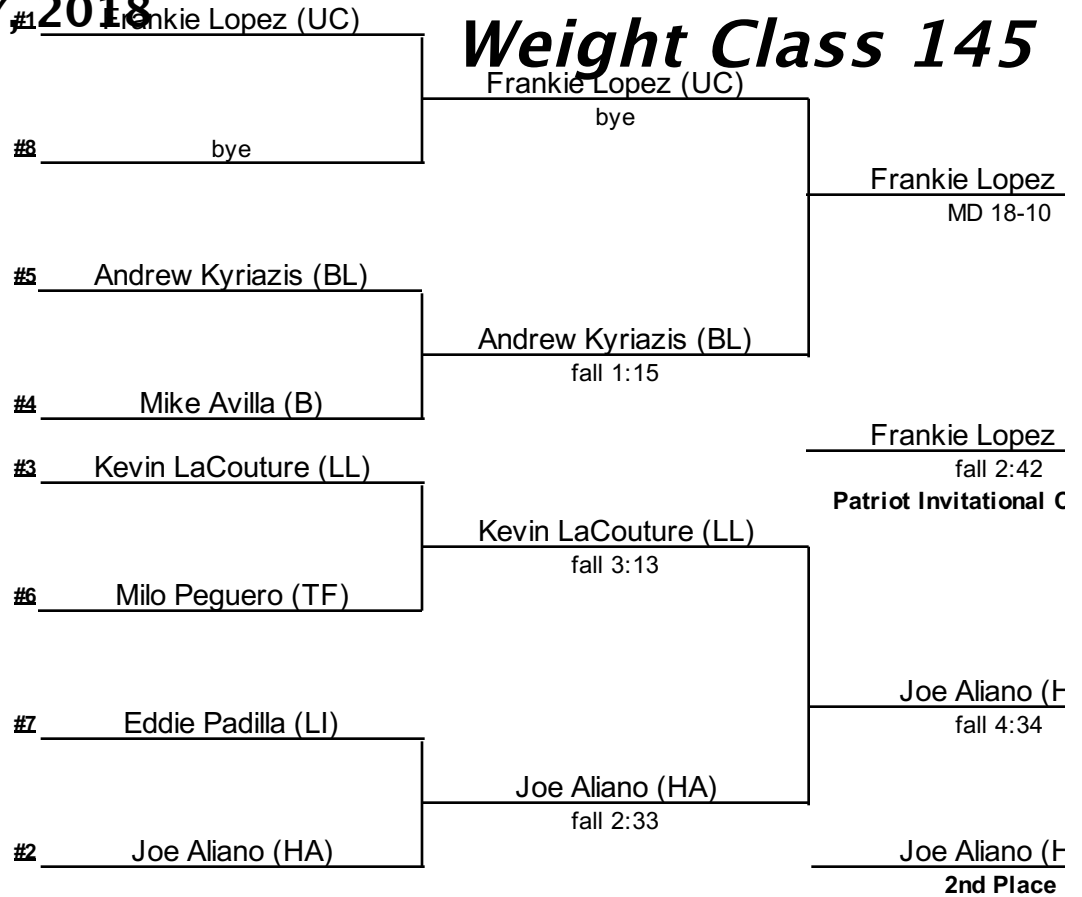 2018
Weight Class 145
#1 Frankie Lopez (UC)
Frankie Lopez (UC)
bye
#8 bye
Frankie Lopez
MD 18-10
#5 Andrew Kyriazis (BL)
Andrew Kyriazis (BL)
fall 1:15
#4 Mike Avilla (B)
Frankie Lopez
fall 2:42
Patriot Invitational
#3 Kevin LaCouture (LL)
Kevin LaCouture (LL)
fall 3:13
#6 Milo Peguero (TF)
Joe Aliano (H
fall 4:34
#7 Eddie Padilla (LI)
Joe Aliano (HA)
fall 2:33
#2 Joe Aliano (HA)
Joe Aliano (H
2nd Place